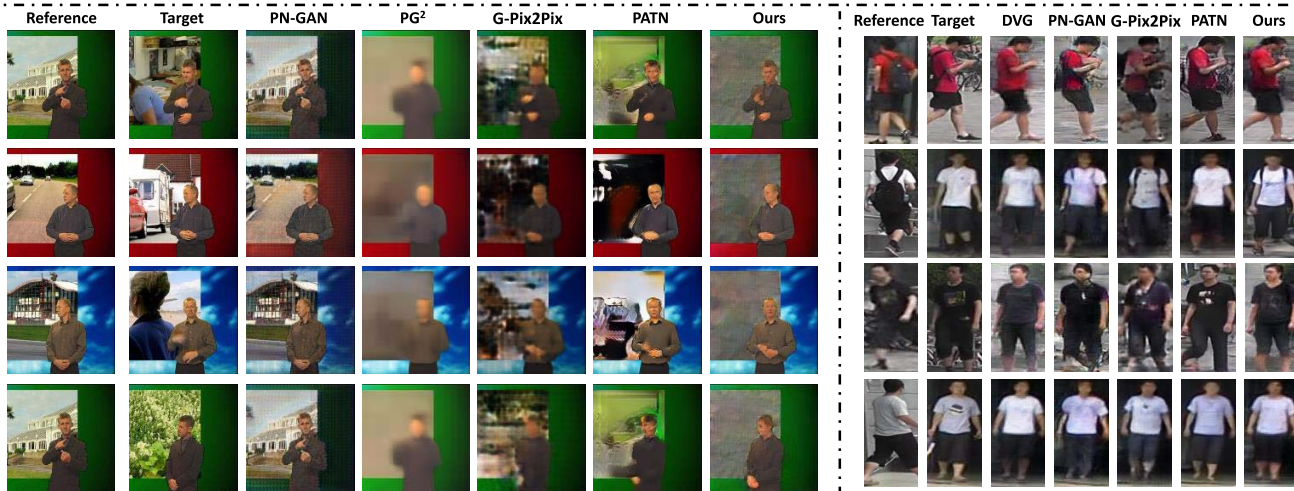 Reference Target PN-GAN PG² G-Pix2Pix PATN Ours
Reference Target DVG PN-GAN G-Pix2Pix PATN Ours